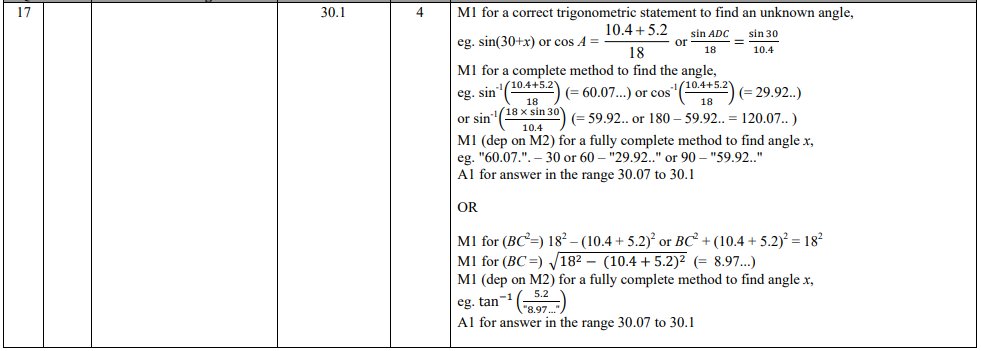 17 30.1 4 M1 for a correct trigonometric statement to find an unknown angle,
eg. sin(30+x) or cos A = (10.4 + 5.2)/18 or (sin ADC)/18 = (sin 30)/10.4
M1 for a complete method to find the angle,
eg. sin⁻¹((10.4+5.2)/18) (= 60.07...) or cos⁻¹((10.4+5.2)/18) (= 29.92..)
or sin⁻¹((18 × sin 30)/10.4) (= 59.92.. or 180 – 59.92.. = 120.07.. )
M1 (dep on M2) for a fully complete method to find angle x,
eg. "60.07.". – 30 or 60 – "29.92.." or 90 – "59.92.."
A1 for answer in the range 30.07 to 30.1
OR
M1 for (BC²=) 18² – (10.4 + 5.2)² or BC² + (10.4 + 5.2)² = 18²
M1 for (BC =) √(18² − (10.4 + 5.2)²) (= 8.97...)
M1 (dep on M2) for a fully complete method to find angle x,
eg. tan⁻¹(5.2/"8.97...")
A1 for answer in the range 30.07 to 30.1